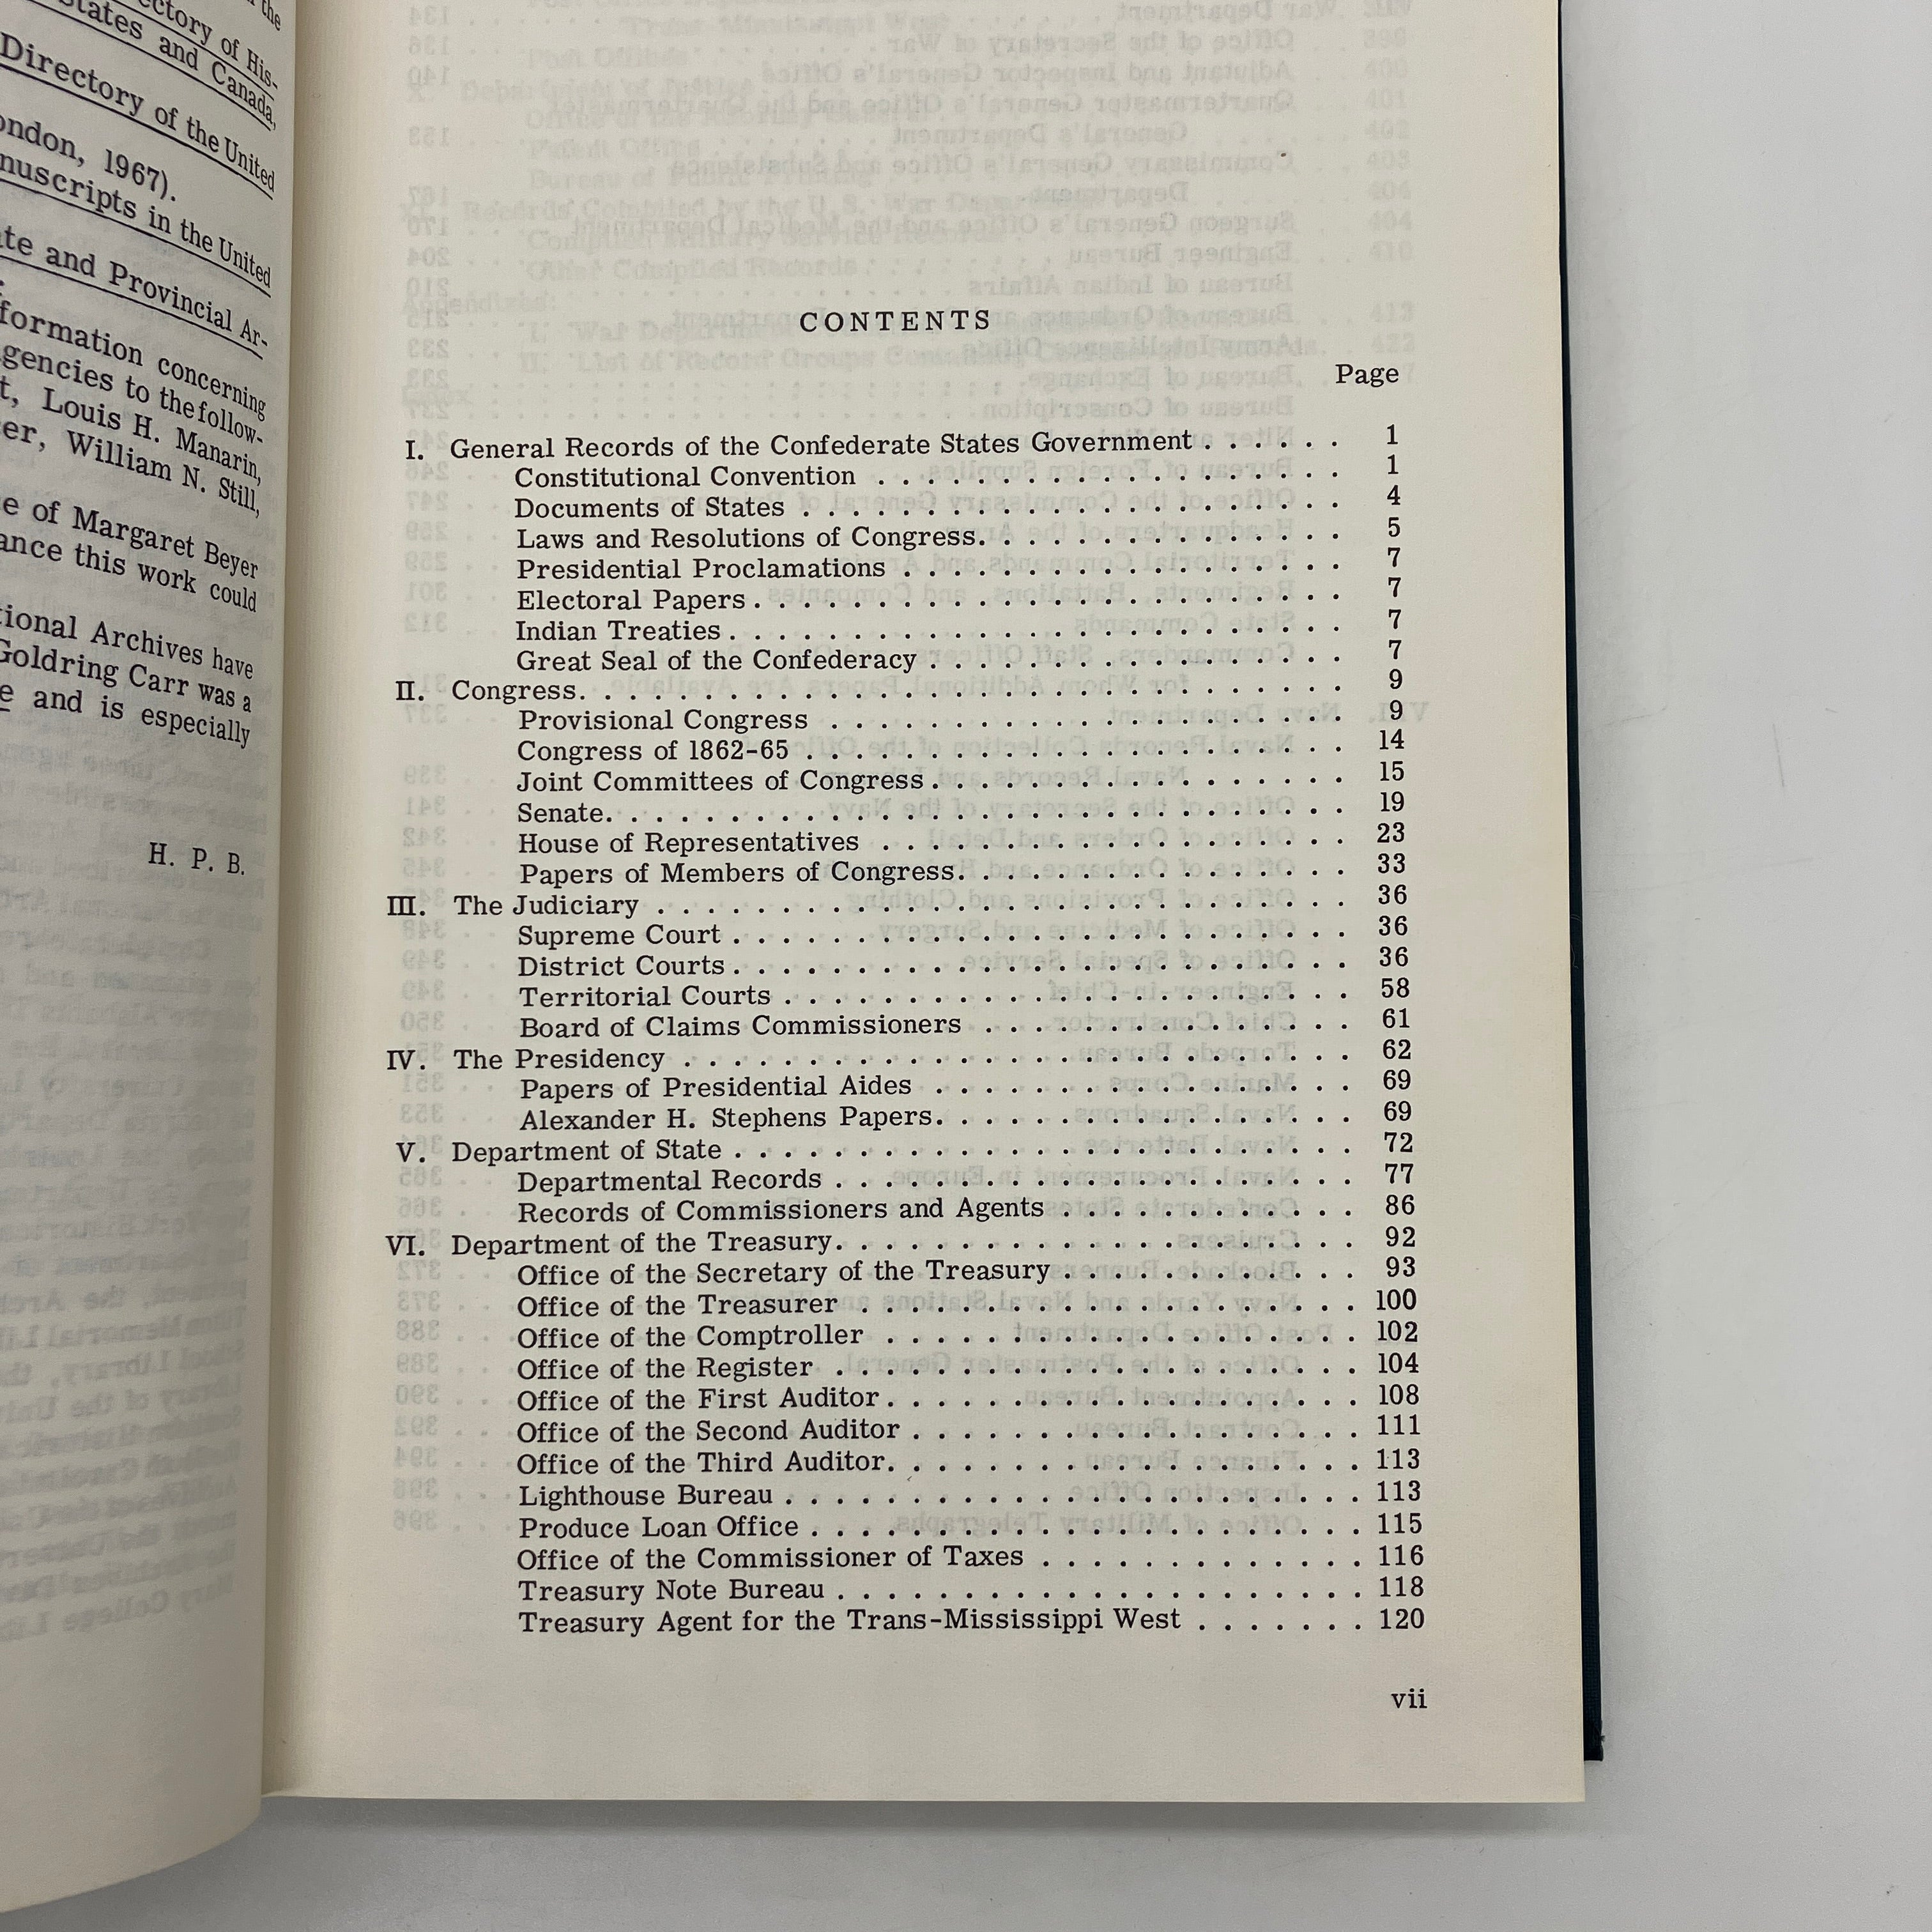 the
ectory of His-
tates and Canada,
Directory of the United
ondon, 1967).
nuscripts in the United
te and Provincial Ar-
formation concerning
gencies to the follow-
t, Louis H. Manarin,
er, William N. Still,
e of Margaret Beyer
ance this work could
tional Archives have
Goldring Carr was a
e and is especially
H. P. B.
CONTENTS
Page
I. General Records of the Confederate States Government . . . . . . 1
Constitutional Convention . . . . . . . . . . . . . . . . . . . 1
Documents of States . . . . . . . . . . . . . . . . . . . . . . 4
Laws and Resolutions of Congress. . . . . . . . . . . . . . . 5
Presidential Proclamations . . . . . . . . . . . . . . . . . . 7
Electoral Papers . . . . . . . . . . . . . . . . . . . . . . . . 7
Indian Treaties . . . . . . . . . . . . . . . . . . . . . . . . . 7
Great Seal of the Confederacy . . . . . . . . . . . . . . . . . 7
II. Congress. . . . . . . . . . . . . . . . . . . . . . . . . . . . . . . 9
Provisional Congress . . . . . . . . . . . . . . . . . . . . . 9
Congress of 1862-65 . . . . . . . . . . . . . . . . . . . . . . 14
Joint Committees of Congress . . . . . . . . . . . . . . . . . 15
Senate. . . . . . . . . . . . . . . . . . . . . . . . . . . . . . 19
House of Representatives . . . . . . . . . . . . . . . . . . . 23
Papers of Members of Congress. . . . . . . . . . . . . . . . 33
III. The Judiciary . . . . . . . . . . . . . . . . . . . . . . . . . . . . 36
Supreme Court . . . . . . . . . . . . . . . . . . . . . . . . . 36
District Courts . . . . . . . . . . . . . . . . . . . . . . . . . 36
Territorial Courts . . . . . . . . . . . . . . . . . . . . . . . 58
Board of Claims Commissioners . . . . . . . . . . . . . . . 61
IV. The Presidency . . . . . . . . . . . . . . . . . . . . . . . . . . . 62
Papers of Presidential Aides . . . . . . . . . . . . . . . . . 69
Alexander H. Stephens Papers. . . . . . . . . . . . . . . . . 69
V. Department of State . . . . . . . . . . . . . . . . . . . . . . . . . 72
Departmental Records . . . . . . . . . . . . . . . . . . . . . 77
Records of Commissioners and Agents . . . . . . . . . . . . 86
VI. Department of the Treasury. . . . . . . . . . . . . . . . . . . . . 92
Office of the Secretary of the Treasury . . . . . . . . . . . . 93
Office of the Treasurer . . . . . . . . . . . . . . . . . . . . 100
Office of the Comptroller . . . . . . . . . . . . . . . . . . . 102
Office of the Register . . . . . . . . . . . . . . . . . . . . . 104
Office of the First Auditor . . . . . . . . . . . . . . . . . . . 108
Office of the Second Auditor . . . . . . . . . . . . . . . . . . 111
Office of the Third Auditor. . . . . . . . . . . . . . . . . . . 113
Lighthouse Bureau . . . . . . . . . . . . . . . . . . . . . . . 113
Produce Loan Office . . . . . . . . . . . . . . . . . . . . . . 115
Office of the Commissioner of Taxes . . . . . . . . . . . . . 116
Treasury Note Bureau . . . . . . . . . . . . . . . . . . . . . 118
Treasury Agent for the Trans-Mississippi West . . . . . . . 120
vii